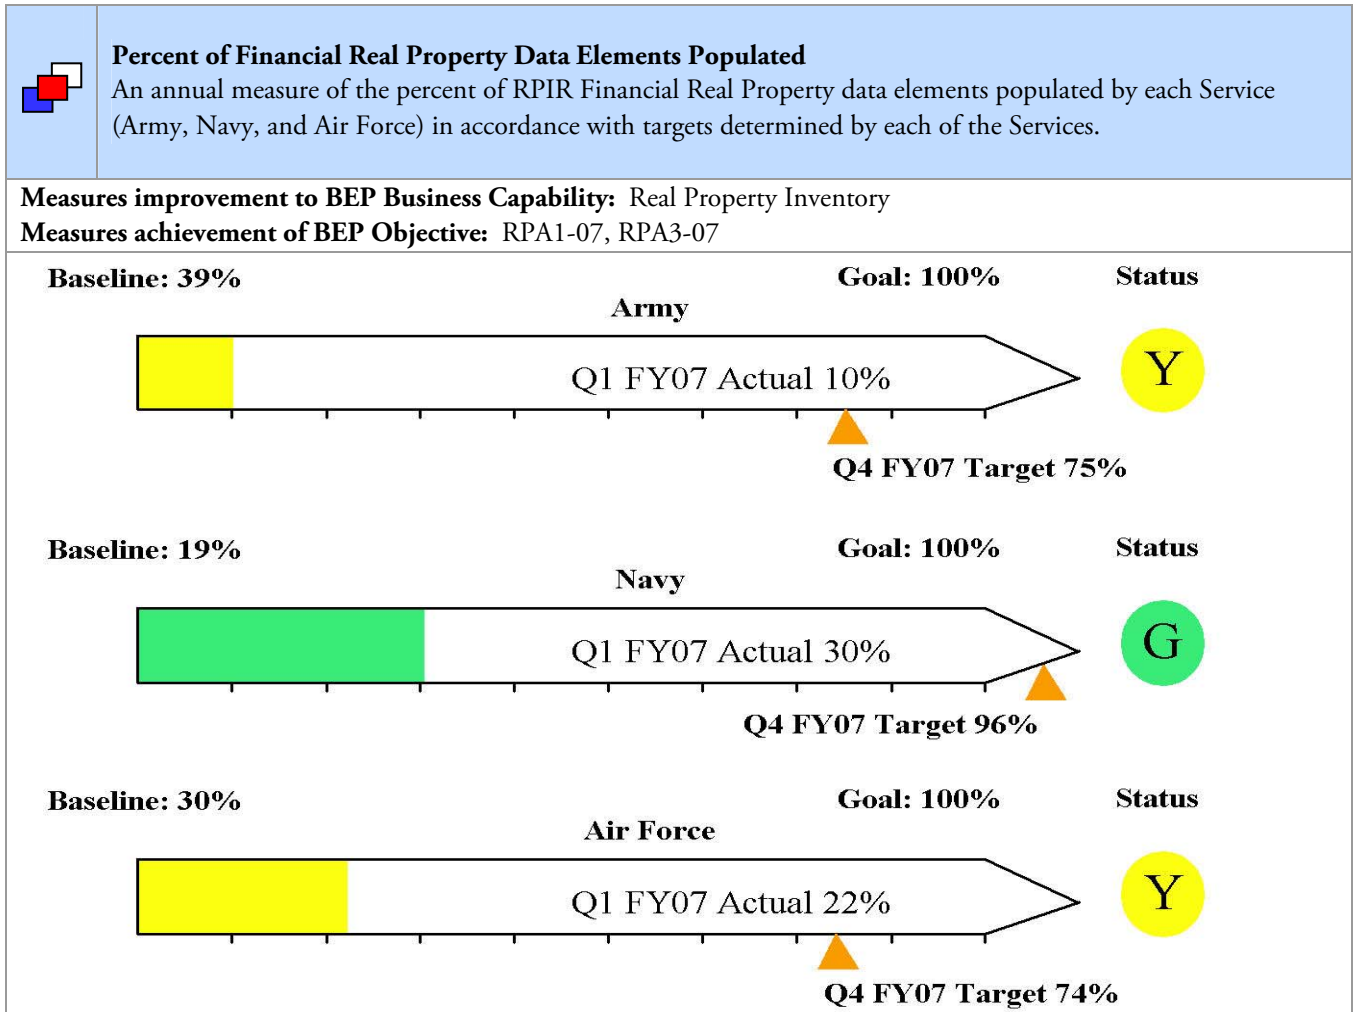 Percent of Financial Real Property Data Elements Populated
An annual measure of the percent of RPIR Financial Real Property data elements populated by each Service
(Army, Navy, and Air Force) in accordance with targets determined by each of the Services.
Measures improvement to BEP Business Capability: Real Property Inventory
Measures achievement of BEP Objective: RPA1-07, RPA3-07
Baseline: 39% Goal: 100% Status
Army
Q1 FY07 Actual 10% Y
Q4 FY07 Target 75%
Baseline: 19% Goal: 100% Status
Navy
Q1 FY07 Actual 30% G
Q4 FY07 Target 96%
Baseline: 30% Goal: 100% Status
Air Force
Q1 FY07 Actual 22% Y
Q4 FY07 Target 74%